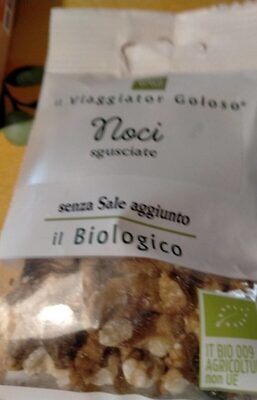 il Viaggiator Goloso®
Noci
sgusciate
senza Sale aggiunto
il Biologico
IT BIO 009
AGRICOLTU
non UE